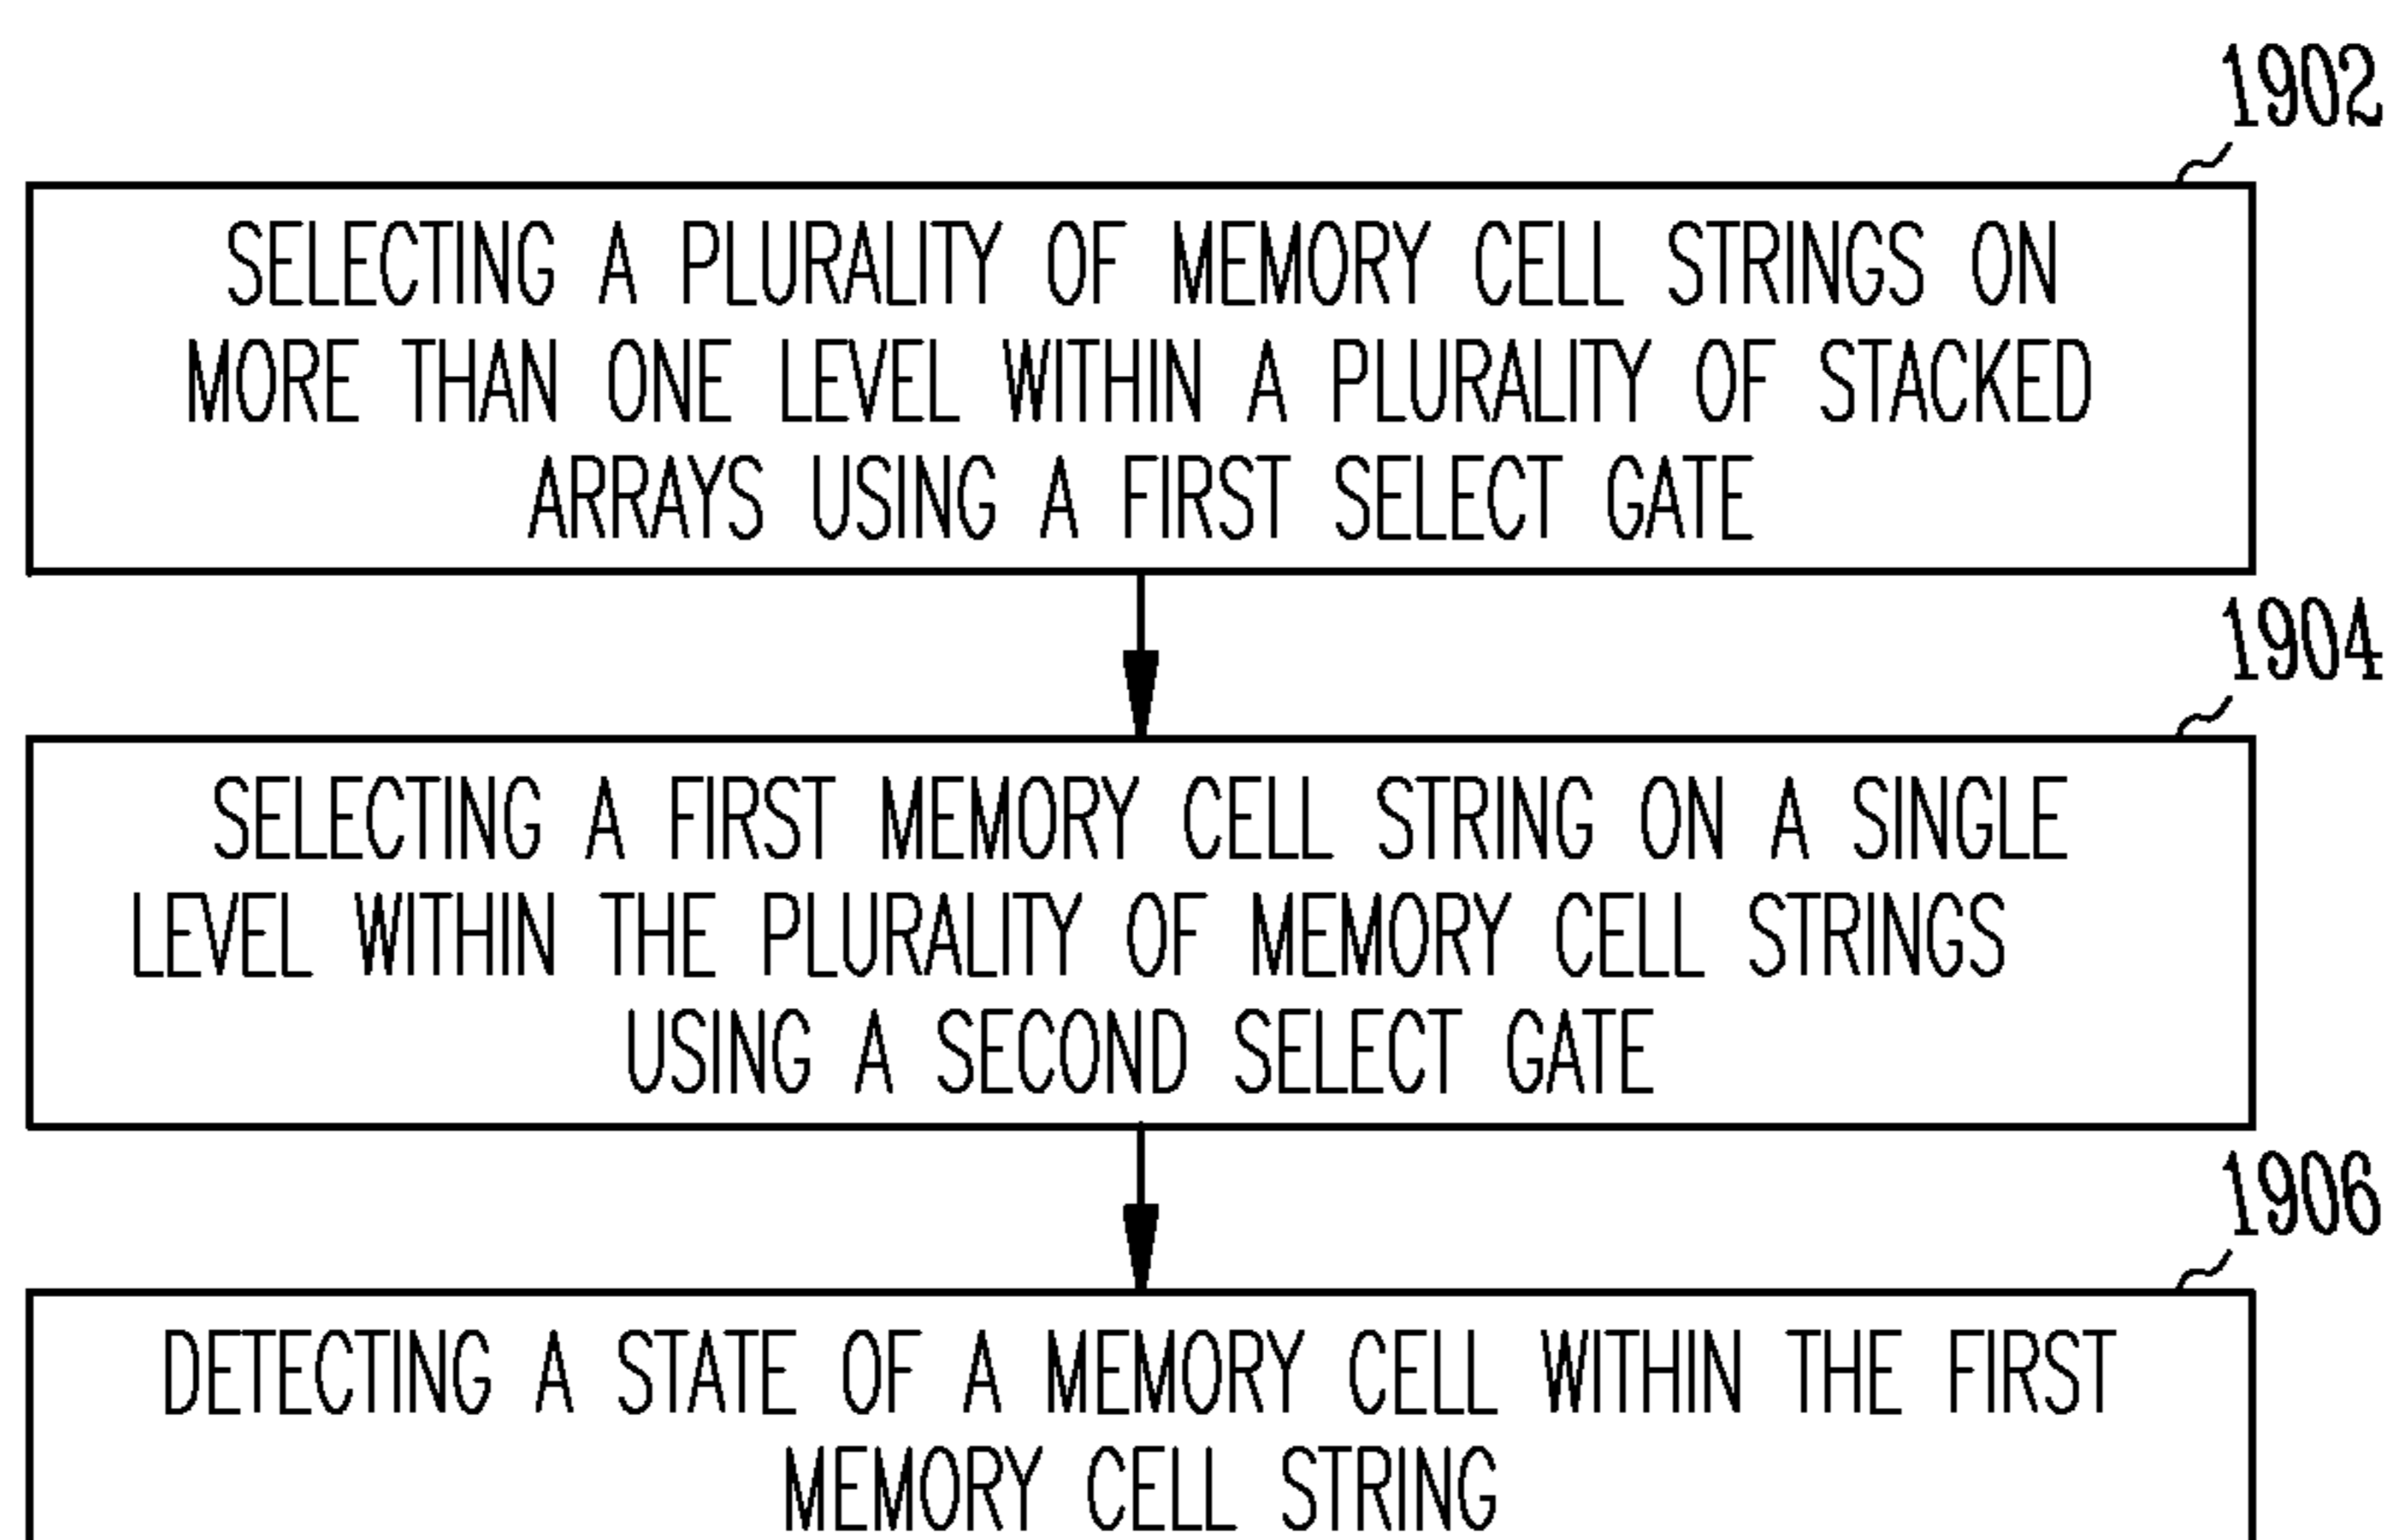 1902
SELECTING A PLURALITY OF MEMORY CELL STRINGS ON
MORE THAN ONE LEVEL WITHIN A PLURALITY OF STACKED
ARRAYS USING A FIRST SELECT GATE
1904
SELECTING A FIRST MEMORY CELL STRING ON A SINGLE
LEVEL WITHIN THE PLURALITY OF MEMORY CELL STRINGS
USING A SECOND SELECT GATE
1906
DETECTING A STATE OF A MEMORY CELL WITHIN THE FIRST
MEMORY CELL STRING